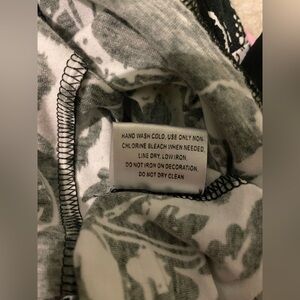 HAND WASH COLD, USE ONLY NON-
CHLORINE BLEACH WHEN NEEDED,
LINE DRY, LOW IRON.
DO NOT IRON ON DECORATION,
DO NOT DRY CLEAN